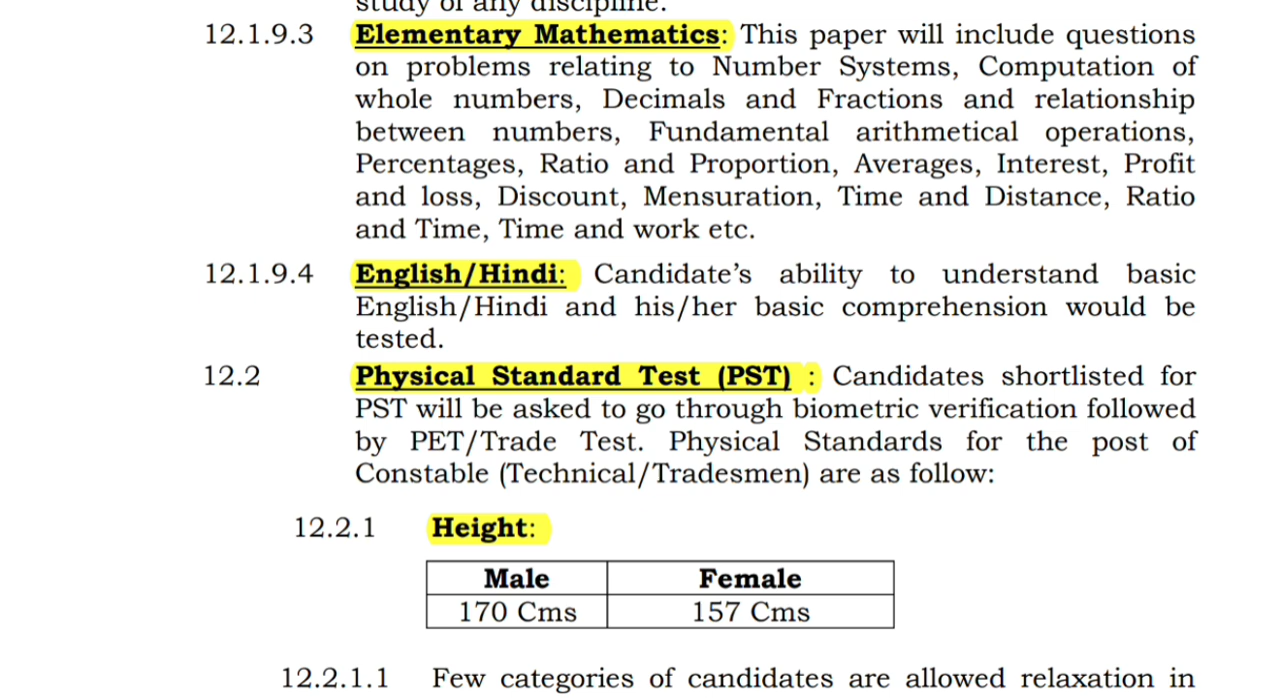 study of any discipline.
12.1.9.3 Elementary Mathematics: This paper will include questions
on problems relating to Number Systems, Computation of
whole numbers, Decimals and Fractions and relationship
between numbers, Fundamental arithmetical operations,
Percentages, Ratio and Proportion, Averages, Interest, Profit
and loss, Discount, Mensuration, Time and Distance, Ratio
and Time, Time and work etc.
12.1.9.4 English/Hindi: Candidate’s ability to understand basic
English/Hindi and his/her basic comprehension would be
tested.
12.2 Physical Standard Test (PST) : Candidates shortlisted for
PST will be asked to go through biometric verification followed
by PET/Trade Test. Physical Standards for the post of
Constable (Technical/Tradesmen) are as follow:
12.2.1 Height:
Male Female
170 Cms 157 Cms
12.2.1.1 Few categories of candidates are allowed relaxation in